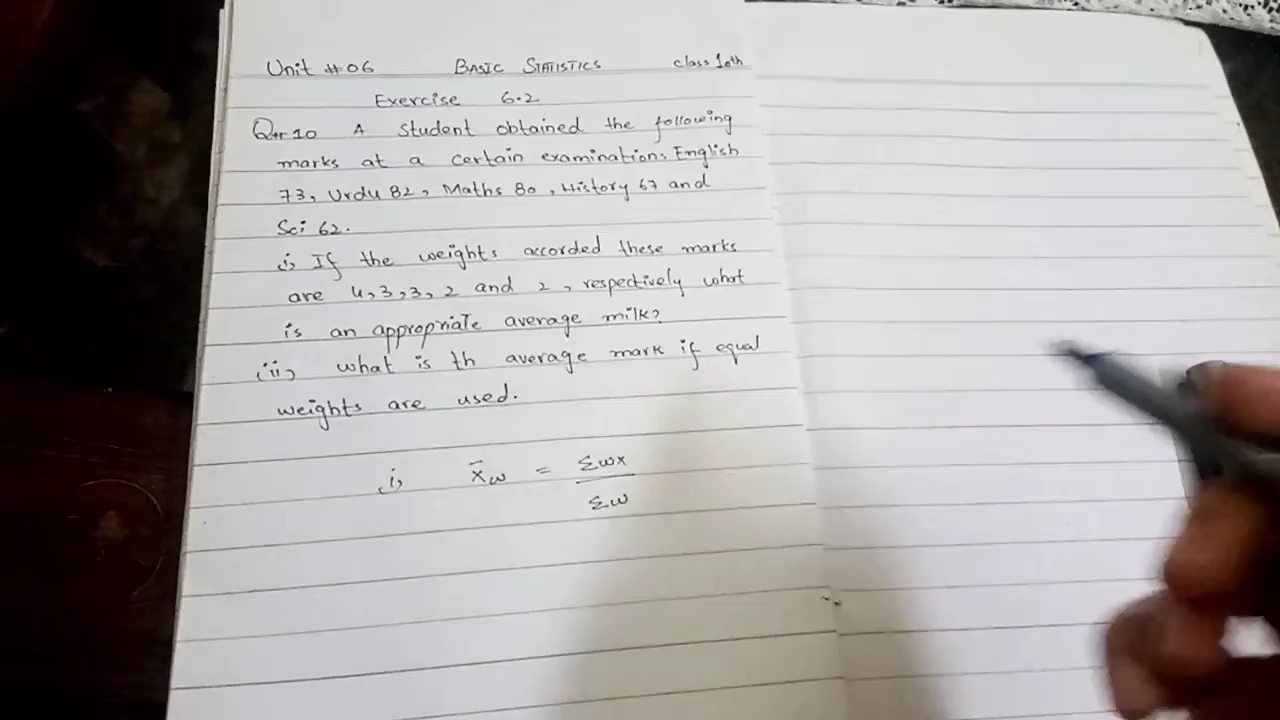 Unit #06 BASIC STATISTICS class 10th
Exercise 6.2
Q# 10 A student obtained the following
marks at a certain examination: English
73, Urdu 82, Maths 80, History 67 and
Sci 62.
i, If the weights accorded these marks
are 4,3,3,2 and 2, respectively what
is an appropriate average milk?
(ii, what is th average mark if equal
weights are used.
i, x̄w = Σwx
Σw